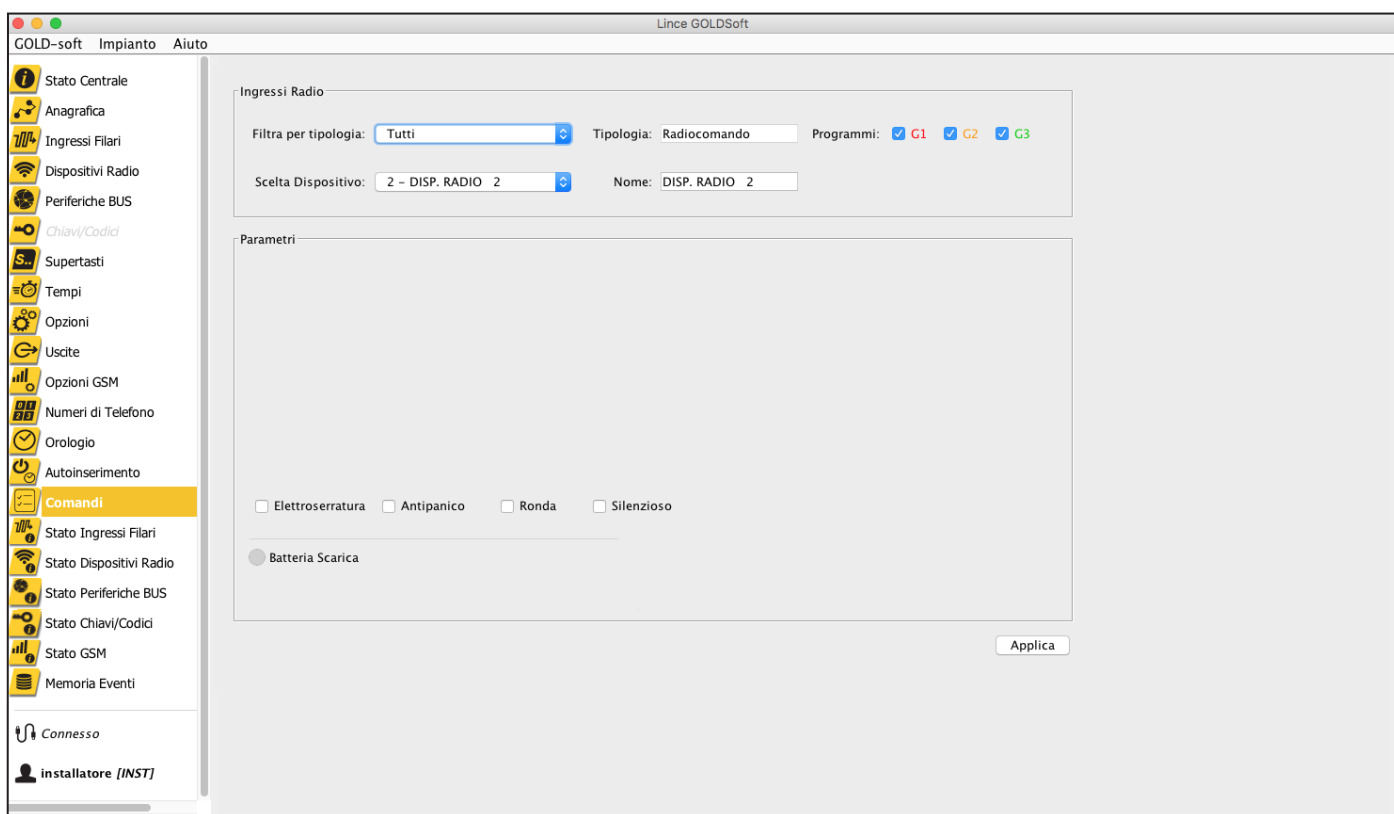 Lince GOLDSoft
GOLD-soft Impianto Aiuto
Stato Centrale
Anagrafica
Ingressi Filari
Dispositivi Radio
Periferiche BUS
Chiavi/Codici
S..
Supertasti
Tempi
Opzioni
Uscite
Opzioni GSM
0 1 2 3
Numeri di Telefono
Orologio
Autoinserimento
Comandi
Stato Ingressi Filari
Stato Dispositivi Radio
Stato Periferiche BUS
Stato Chiavi/Codici
Stato GSM
Memoria Eventi
Connesso
installatore [INST]
Ingressi Radio
Filtra per tipologia: Tutti Tipologia: Radiocomando Programmi: G1 G2 G3
Scelta Dispositivo: 2 - DISP. RADIO 2 Nome: DISP. RADIO 2
Parametri
Elettroserratura Antipanico Ronda Silenzioso
Batteria Scarica
Applica